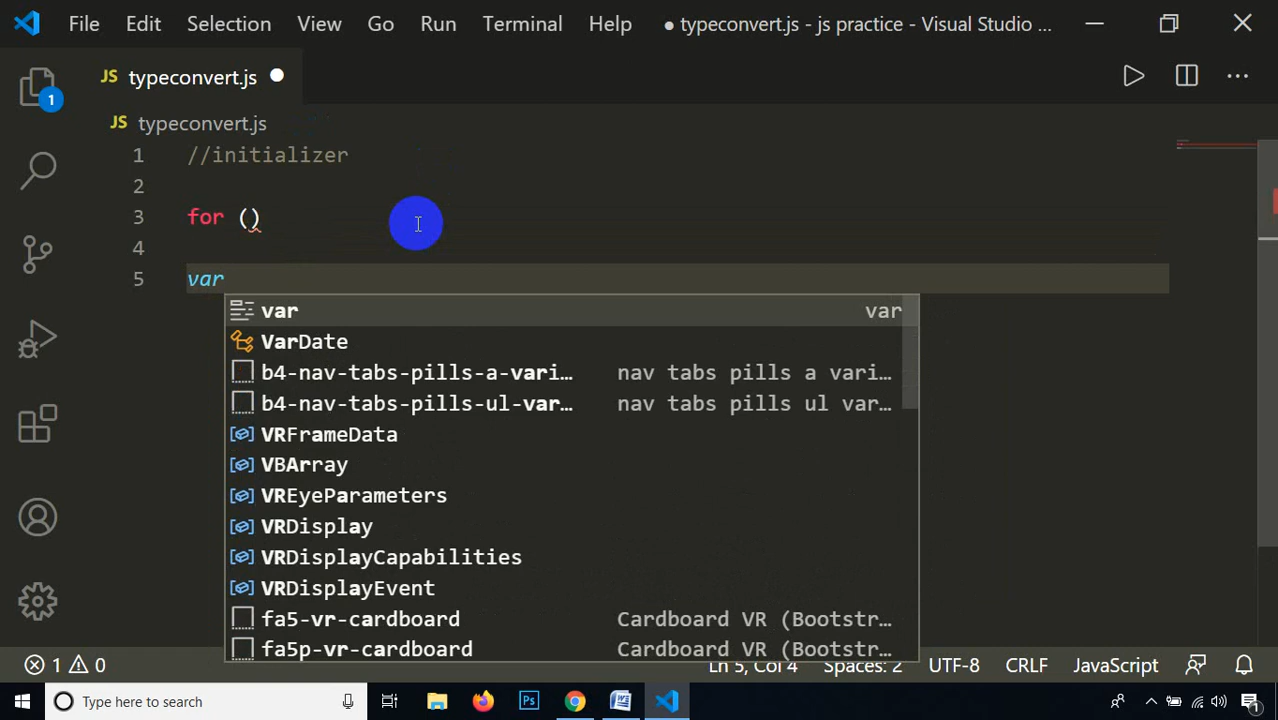 File Edit Selection View Go Run Terminal Help ● typeconvert.js - js practice - Visual Studio ...
JS typeconvert.js
JS typeconvert.js
1 //initializer
2
3 for ()
4
5 var
var var
VarDate
b4-nav-tabs-pills-a-vari... nav tabs pills a vari...
b4-nav-tabs-pills-ul-var... nav tabs pills ul var...
VRFrameData
VBArray
VREyeParameters
VRDisplay
VRDisplayCapabilities
VRDisplayEvent
fa5-vr-cardboard Cardboard VR (Bootstr...
fa5p-vr-cardboard Cardboard VR (Bootstr...
1
1 0 Ln 5, Col 4 Spaces: 2 UTF-8 CRLF JavaScript
Type here to search Ps W 1